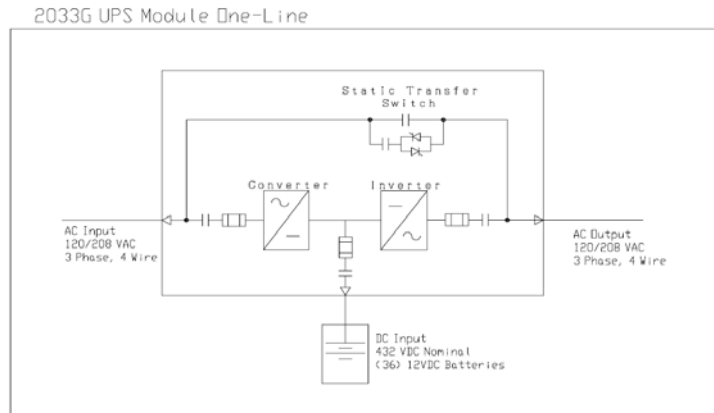 2033G UPS Module One-Line
Static Transfer
Switch
Converter
Inverter
AC Input
120/208 VAC
3 Phase, 4 Wire
AC Output
120/208 VAC
3 Phase, 4 Wire
DC Input
432 VDC Nominal
(36) 12VDC Batteries